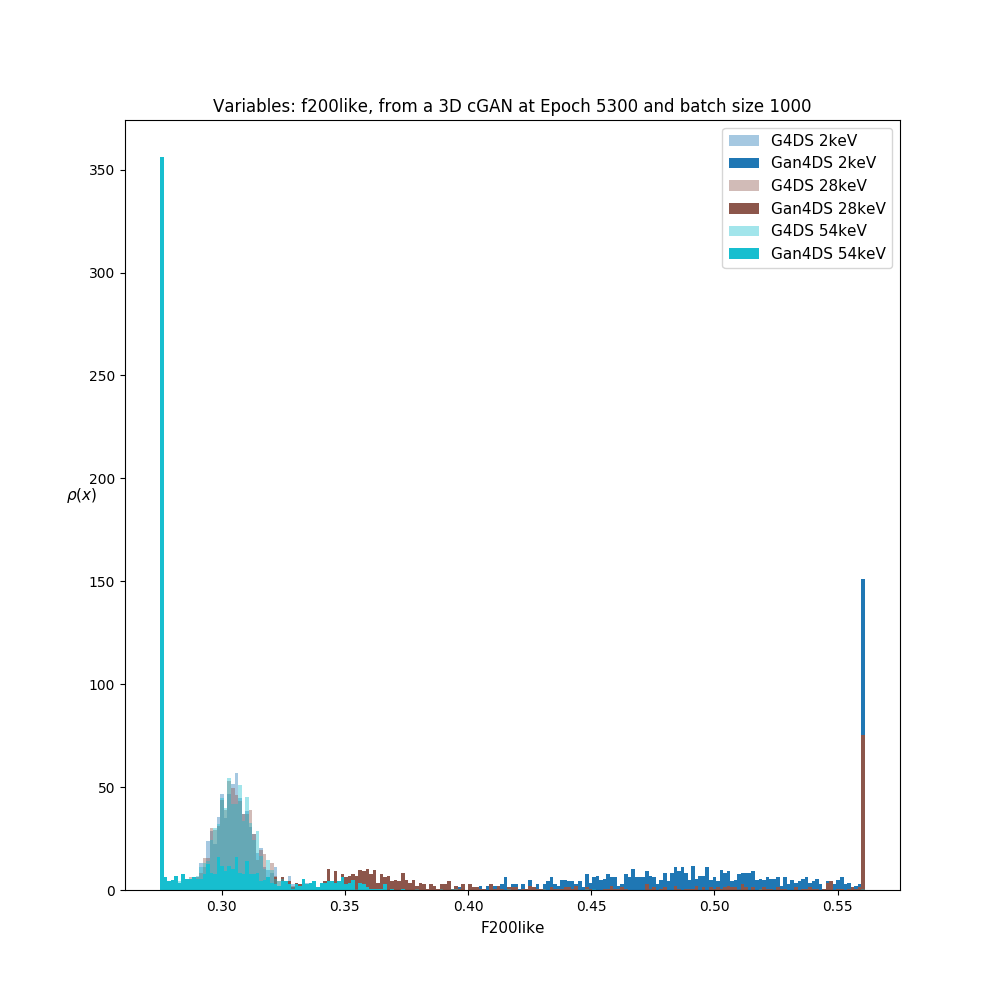 Variables: f200like, from a 3D cGAN at Epoch 5300 and batch size 1000
G4DS 2keV
Gan4DS 2keV
G4DS 28keV
Gan4DS 28keV
G4DS 54keV
Gan4DS 54keV
350
300
250
200
ρ(x)
150
100
50
0
0.30 0.35 0.40 0.45 0.50 0.55
F200like